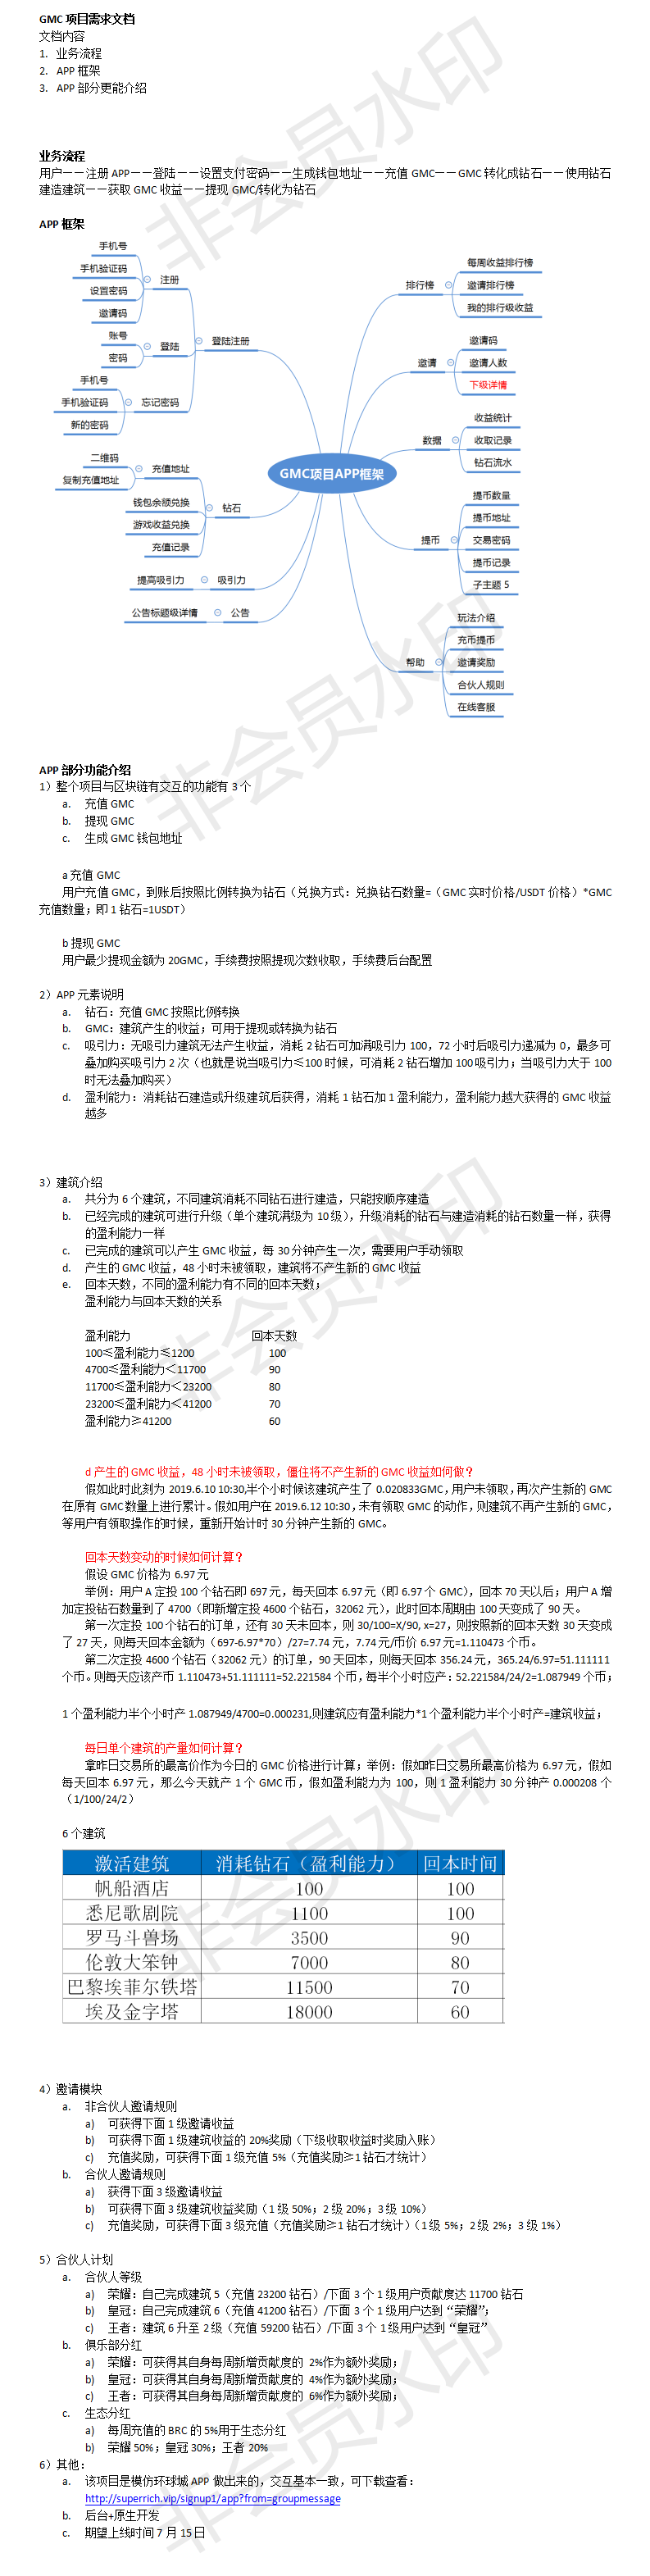 GMC 项目需求文档
文档内容
1. 业务流程
2. APP 框架
3. APP 部分更能介绍
业务流程
用户——注册 APP——登陆——设置支付密码——生成钱包地址——充值 GMC——GMC 转化成钻石——使用钻石
建造建筑——获取 GMC 收益——提现 GMC/转化为钻石
APP 框架
手机号
手机验证码
设置密码
邀请码
注册
账号
密码
登陆
手机号
手机验证码
新的密码
忘记密码
登陆注册
二维码
复制充值地址
充值地址
钱包余额兑换
游戏收益兑换
充值记录
钻石
提高吸引力
吸引力
公告标题级详情
公告
GMC项目APP框架
排行榜
每周收益排行榜
邀请排行榜
我的排行级收益
邀请
邀请码
邀请人数
下级详情
数据
收益统计
收取记录
钻石流水
提币
提币数量
提币地址
交易密码
提币记录
子主题 5
帮助
玩法介绍
充币提币
邀请奖励
合伙人规则
在线客服
APP 部分功能介绍
1）整个项目与区块链有交互的功能有 3 个
a. 充值 GMC
b. 提现 GMC
c. 生成 GMC 钱包地址
a 充值 GMC
用户充值 GMC，到账后按照比例转换为钻石（兑换方式：兑换钻石数量=（GMC 实时价格/USDT 价格）*GMC
充值数量；即 1 钻石=1USDT）
b 提现 GMC
用户最少提现金额为 20GMC，手续费按照提现次数收取，手续费后台配置
2）APP 元素说明
a. 钻石：充值 GMC 按照比例转换
b. GMC：建筑产生的收益；可用于提现或转换为钻石
c. 吸引力：无吸引力建筑无法产生收益，消耗 2 钻石可加满吸引力 100，72 小时后吸引力递减为 0，最多可
叠加购买吸引力 2 次（也就是说当吸引力≤100 时候，可消耗 2 钻石增加 100 吸引力；当吸引力大于 100
时无法叠加购买）
d. 盈利能力：消耗钻石建造或升级建筑后获得，消耗 1 钻石加 1 盈利能力，盈利能力越大获得的 GMC 收益
越多
3）建筑介绍
a. 共分为 6 个建筑，不同建筑消耗不同钻石进行建造，只能按顺序建造
b. 已经完成的建筑可进行升级（单个建筑满级为 10 级），升级消耗的钻石与建造消耗的钻石数量一样，获得
的盈利能力一样
c. 已完成的建筑可以产生 GMC 收益，每 30 分钟产生一次，需要用户手动领取
d. 产生的 GMC 收益，48 小时未被领取，建筑将不产生新的 GMC 收益
e. 回本天数，不同的盈利能力有不同的回本天数；
盈利能力与回本天数的关系
盈利能力 回本天数
100≤盈利能力≤1200 100
4700≤盈利能力＜11700 90
11700≤盈利能力＜23200 80
23200≤盈利能力＜41200 70
盈利能力≥41200 60
d 产生的 GMC 收益，48 小时未被领取，僵住将不产生新的 GMC 收益如何做？
假如此时此刻为 2019.6.10 10:30,半个小时候该建筑产生了 0.020833GMC，用户未领取，再次产生新的 GMC
在原有 GMC 数量上进行累计。假如用户在 2019.6.12 10:30，未有领取 GMC 的动作，则建筑不再产生新的 GMC，
等用户有领取操作的时候，重新开始计时 30 分钟产生新的 GMC。
回本天数变动的时候如何计算？
假设 GMC 价格为 6.97 元
举例：用户 A 定投 100 个钻石即 697 元，每天回本 6.97 元（即 6.97 个 GMC），回本 70 天以后；用户 A 增
加定投钻石数量到了 4700（即新增定投 4600 个钻石，32062 元），此时回本周期由 100 天变成了 90 天。
第一次定投 100 个钻石的订单，还有 30 天未回本，则 30/100=X/90, x=27，则按照新的回本天数 30 天变成
了 27 天，则每天回本金额为（697-6.97*70）/27=7.74 元，7.74 元/币价 6.97 元=1.110473 个币。
第二次定投 4600 个钻石（32062 元）的订单，90 天回本，则每天回本 356.24 元，365.24/6.97=51.111111
个币。则每天应该产币 1.110473+51.111111=52.221584 个币，每半个小时应产：52.221584/24/2=1.087949 个币；
1 个盈利能力半个小时产 1.087949/4700=0.000231,则建筑应有盈利能力*1 个盈利能力半个小时产=建筑收益；
每日单个建筑的产量如何计算？
拿昨日交易所的最高价作为今日的 GMC 价格进行计算；举例：假如昨日交易所最高价格为 6.97 元，假如
每天回本 6.97 元，那么今天就产 1 个 GMC 币，假如盈利能力为 100，则 1 盈利能力 30 分钟产 0.000208 个
（1/100/24/2）
6 个建筑
激活建筑 消耗钻石（盈利能力） 回本时间
帆船酒店 100 100
悉尼歌剧院 1100 100
罗马斗兽场 3500 90
伦敦大笨钟 7000 80
巴黎埃菲尔铁塔 11500 70
埃及金字塔 18000 60
4）邀请模块
a. 非合伙人邀请规则
a) 可获得下面 1 级邀请收益
b) 可获得下面 1 级建筑收益的 20%奖励（下级收取收益时奖励入账）
c) 充值奖励，可获得下面 1 级充值 5%（充值奖励≥1 钻石才统计）
b. 合伙人邀请规则
a) 获得下面 3 级邀请收益
b) 可获得下面 3 级建筑收益奖励（1 级 50%；2 级 20%；3 级 10%）
c) 充值奖励，可获得下面 3 级充值（充值奖励≥1 钻石才统计）（1 级 5%；2 级 2%；3 级 1%）
5）合伙人计划
a. 合伙人等级
a) 荣耀：自己完成建筑 5（充值 23200 钻石）/下面 3 个 1 级用户贡献度达 11700 钻石
b) 皇冠：自己完成建筑 6（充值 41200 钻石）/下面 3 个 1 级用户达到“荣耀”；
c) 王者：建筑 6 升至 2 级（充值 59200 钻石）/下面 3 个 1 级用户达到“皇冠”
b. 俱乐部分红
a) 荣耀：可获得其自身每周新增贡献度的 2%作为额外奖励；
b) 皇冠：可获得其自身每周新增贡献度的 4%作为额外奖励；
c) 王者：可获得其自身每周新增贡献度的 6%作为额外奖励；
c. 生态分红
a) 每周充值的 BRC 的 5%用于生态分红
b) 荣耀 50%；皇冠 30%；王者 20%
6）其他：
a. 该项目是模仿环球城 APP 做出来的，交互基本一致，可下载查看：
http://superrich.vip/signup1/app?from=groupmessage
b. 后台+原生开发
c. 期望上线时间 7 月 15 日
非会员水印
非会员水印
非会员水印
非会员水印
非会员水印